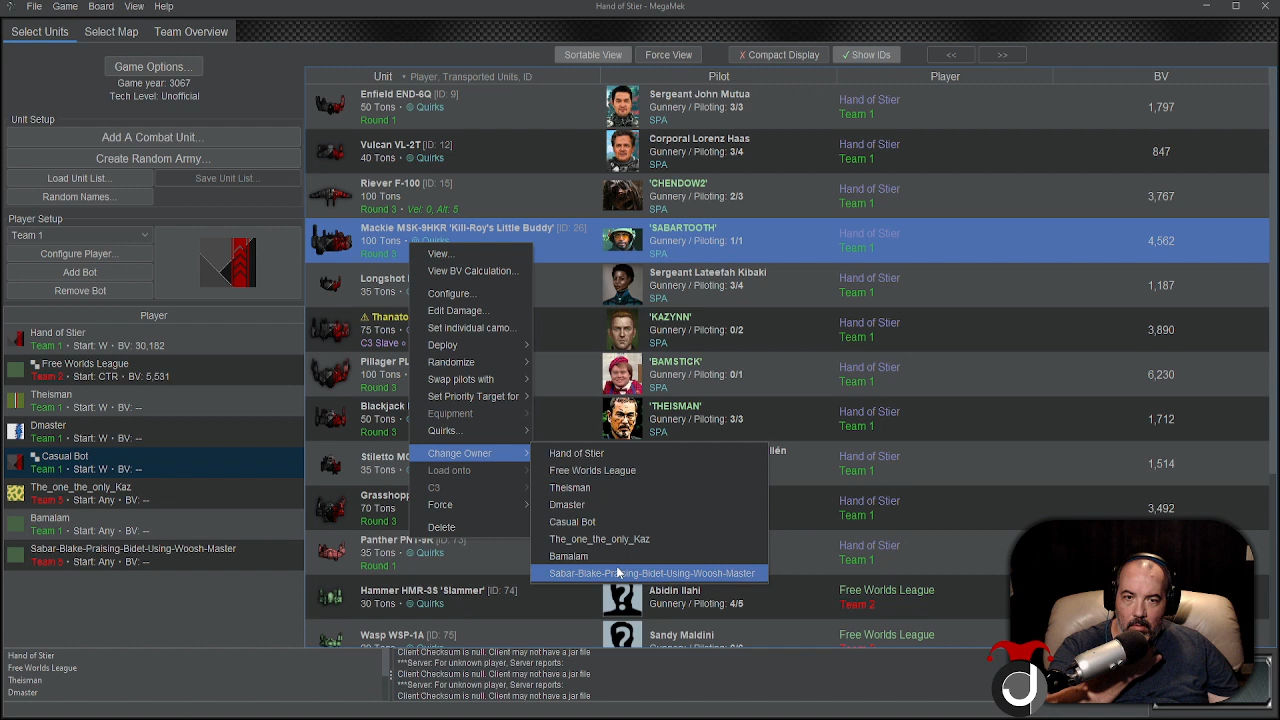 File Game Board View Help
Hand of Stier - MegaMek
Select Units Select Map Team Overview
Game Options...
Game year: 3067
Tech Level: Unofficial
Unit Setup
Add A Combat Unit...
Create Random Army...
Load Unit List... Save Unit List...
Random Names...
Player Setup
Team 1
Configure Player...
Add Bot
Remove Bot
Player
Hand of Stier
Team 1 • Start: W • BV: 30,182
Free Worlds League
Team 2 • Start: CTR • BV: 5,531
Theisman
Team 1 • Start: W • BV: --
Dmaster
Team 1 • Start: W • BV: --
Casual Bot
Team 1 • Start: W • BV: --
The_one_the_only_Kaz
Team 5 • Start: Any • BV: --
Bamalam
Team 1 • Start: Any • BV: --
Sabar-Blake-Praising-Bidet-Using-Woosh-Master
Team 3 • Start: Any • BV: --
Sortable View Force View ✗ Compact Display ✓ Show IDs << >>
Unit • Player, Transported Units, ID Pilot Player BV
Enfield END-6Q [ID: 9]
50 Tons • Quirks
Round 1
Sergeant John Mutua
Gunnery / Piloting: 3/3
SPA
Hand of Stier
Team 1
1,797
Vulcan VL-2T [ID: 12]
40 Tons • Quirks
Corporal Lorenz Haas
Gunnery / Piloting: 3/4
SPA
Hand of Stier
Team 1
847
Riever F-100 [ID: 15]
100 Tons
Round 3 • Vel: 0, Alt: 5
'CHENDOW2'
Gunnery / Piloting: 2/3
SPA
Hand of Stier
Team 1
3,767
Mackie MSK-9HKR 'Kill-Roy's Little Buddy' [ID: 26]
100 Tons • Quirks
Round 3
'SABARTOOTH'
Gunnery / Piloting: 1/1
SPA
Hand of Stier
Team 1
4,562
Longshot
35 Tons
Sergeant Lateefah Kibaki
Gunnery / Piloting: 3/4
SPA
Hand of Stier
Team 1
1,187
Thanato
75 Tons
C3 Slave
'KAZYNN'
Gunnery / Piloting: 0/2
SPA
Hand of Stier
Team 1
3,890
Pillager PL
100 Tons
Round 3
'BAMSTICK'
Gunnery / Piloting: 0/1
SPA
Hand of Stier
Team 1
6,230
Blackjack
50 Tons
Round 3
'THEISMAN'
Gunnery / Piloting: 3/3
SPA
Hand of Stier
Team 1
1,712
Stiletto
35 Tons
Hand of Stier
Team 1
1,514
Grasshopp
70 Tons
Round 3
Hand of Stier
Team 1
3,492
Panther PNT-9R [ID: 73]
35 Tons • Quirks
Round 1
Hand of Stier
Team 1
Hammer HMR-3S 'Slammer' [ID: 74]
30 Tons • Quirks
Abidin Ilahi
Gunnery / Piloting: 4/5
Free Worlds League
Team 2
Wasp WSP-1A [ID: 75]
Sandy Maldini
Free Worlds League
View...
View BV Calculation...
Configure...
Edit Damage...
Set individual camo...
Deploy
Randomize
Swap pilots with
Set Priority Target for
Equipment
Quirks...
Change Owner
Load onto
C3
Force
Delete
Hand of Stier
Free Worlds League
Theisman
Dmaster
Casual Bot
The_one_the_only_Kaz
Bamalam
Sabar-Blake-Praising-Bidet-Using-Woosh-Master
Hand of Stier
Free Worlds League
Theisman
Dmaster
Client Checksum is null. Client may not have a jar file
***Server: For unknown player, Server reports:
Client Checksum is null. Client may not have a jar file
***Server: For unknown player, Server reports:
Client Checksum is null. Client may not have a jar file